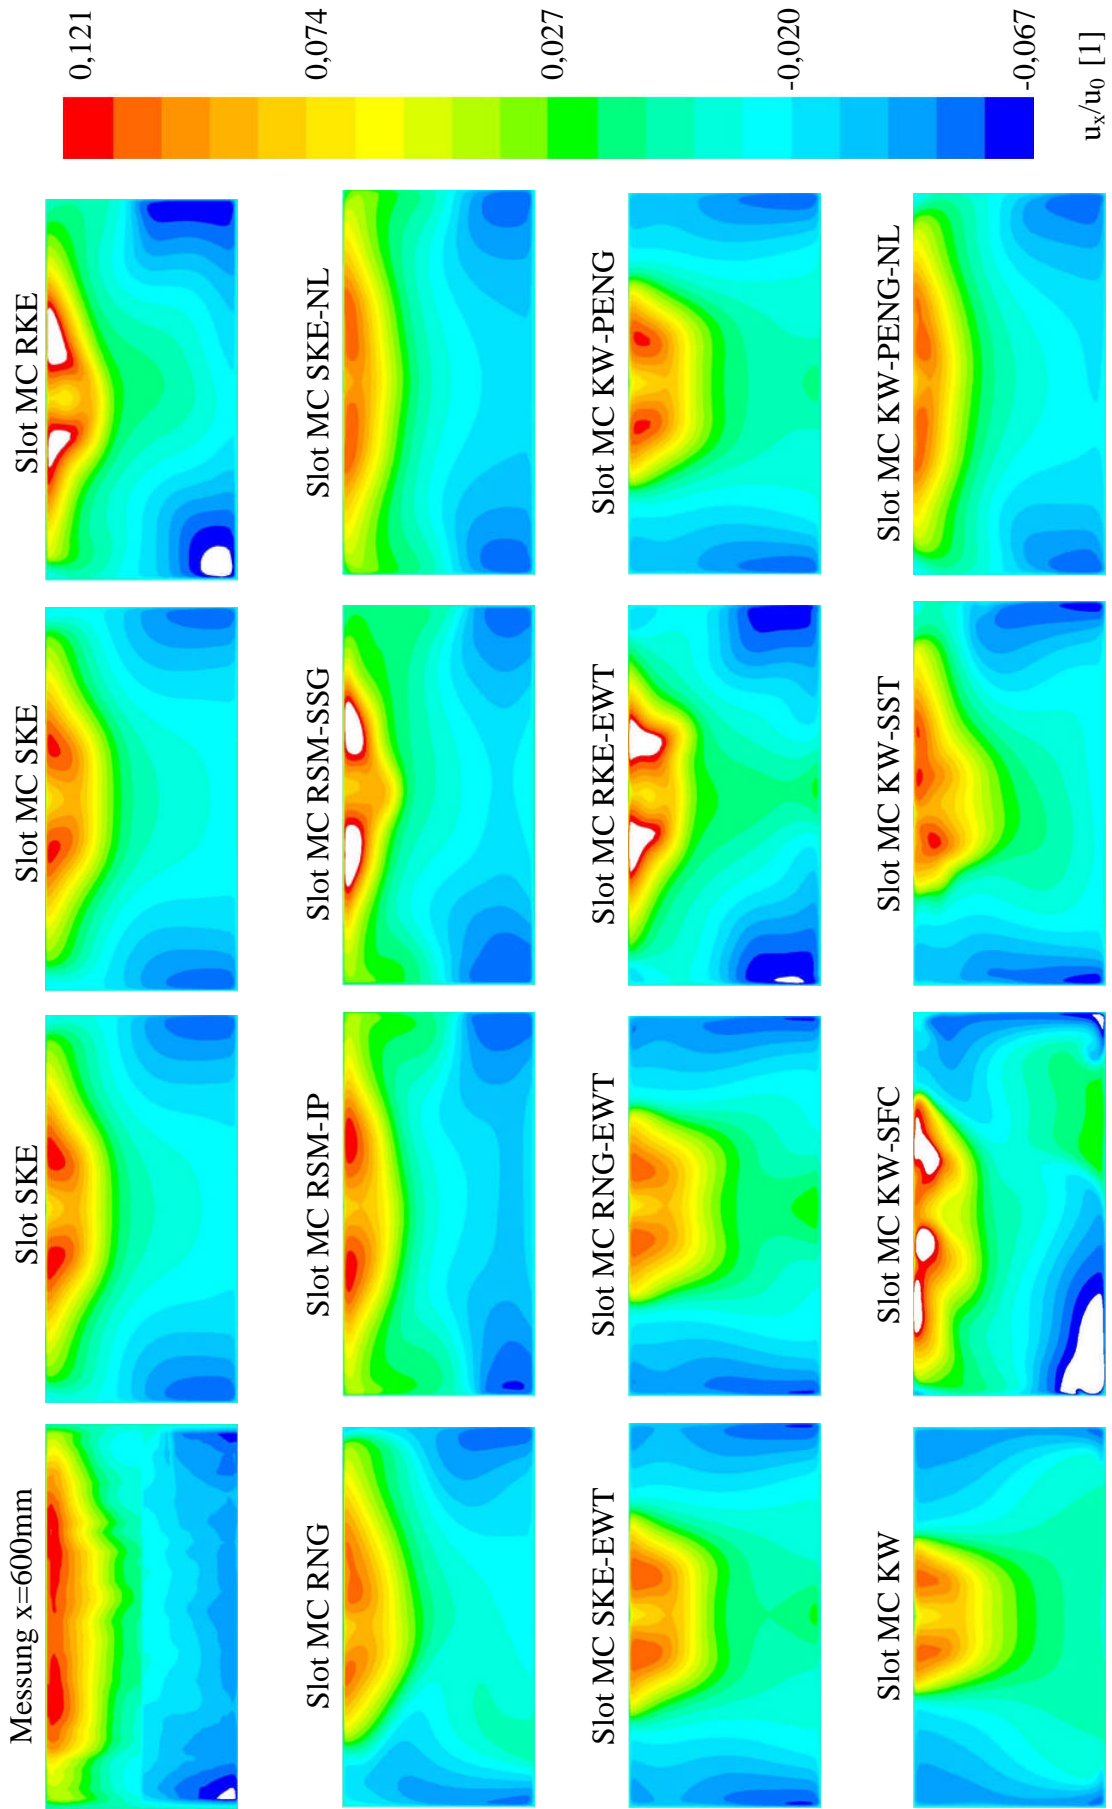 Messung x=600mm
Slot SKE
Slot MC SKE
Slot MC RKE
Slot MC RNG
Slot MC RSM-IP
Slot MC RSM-SSG
Slot MC SKE-NL
Slot MC SKE-EWT
Slot MC RNG-EWT
Slot MC RKE-EWT
Slot MC KW-PENG
Slot MC KW
Slot MC KW-SFC
Slot MC KW-SST
Slot MC KW-PENG-NL
0,121
0,074
0,027
-0,020
-0,067
uₓ/u₀ [1]